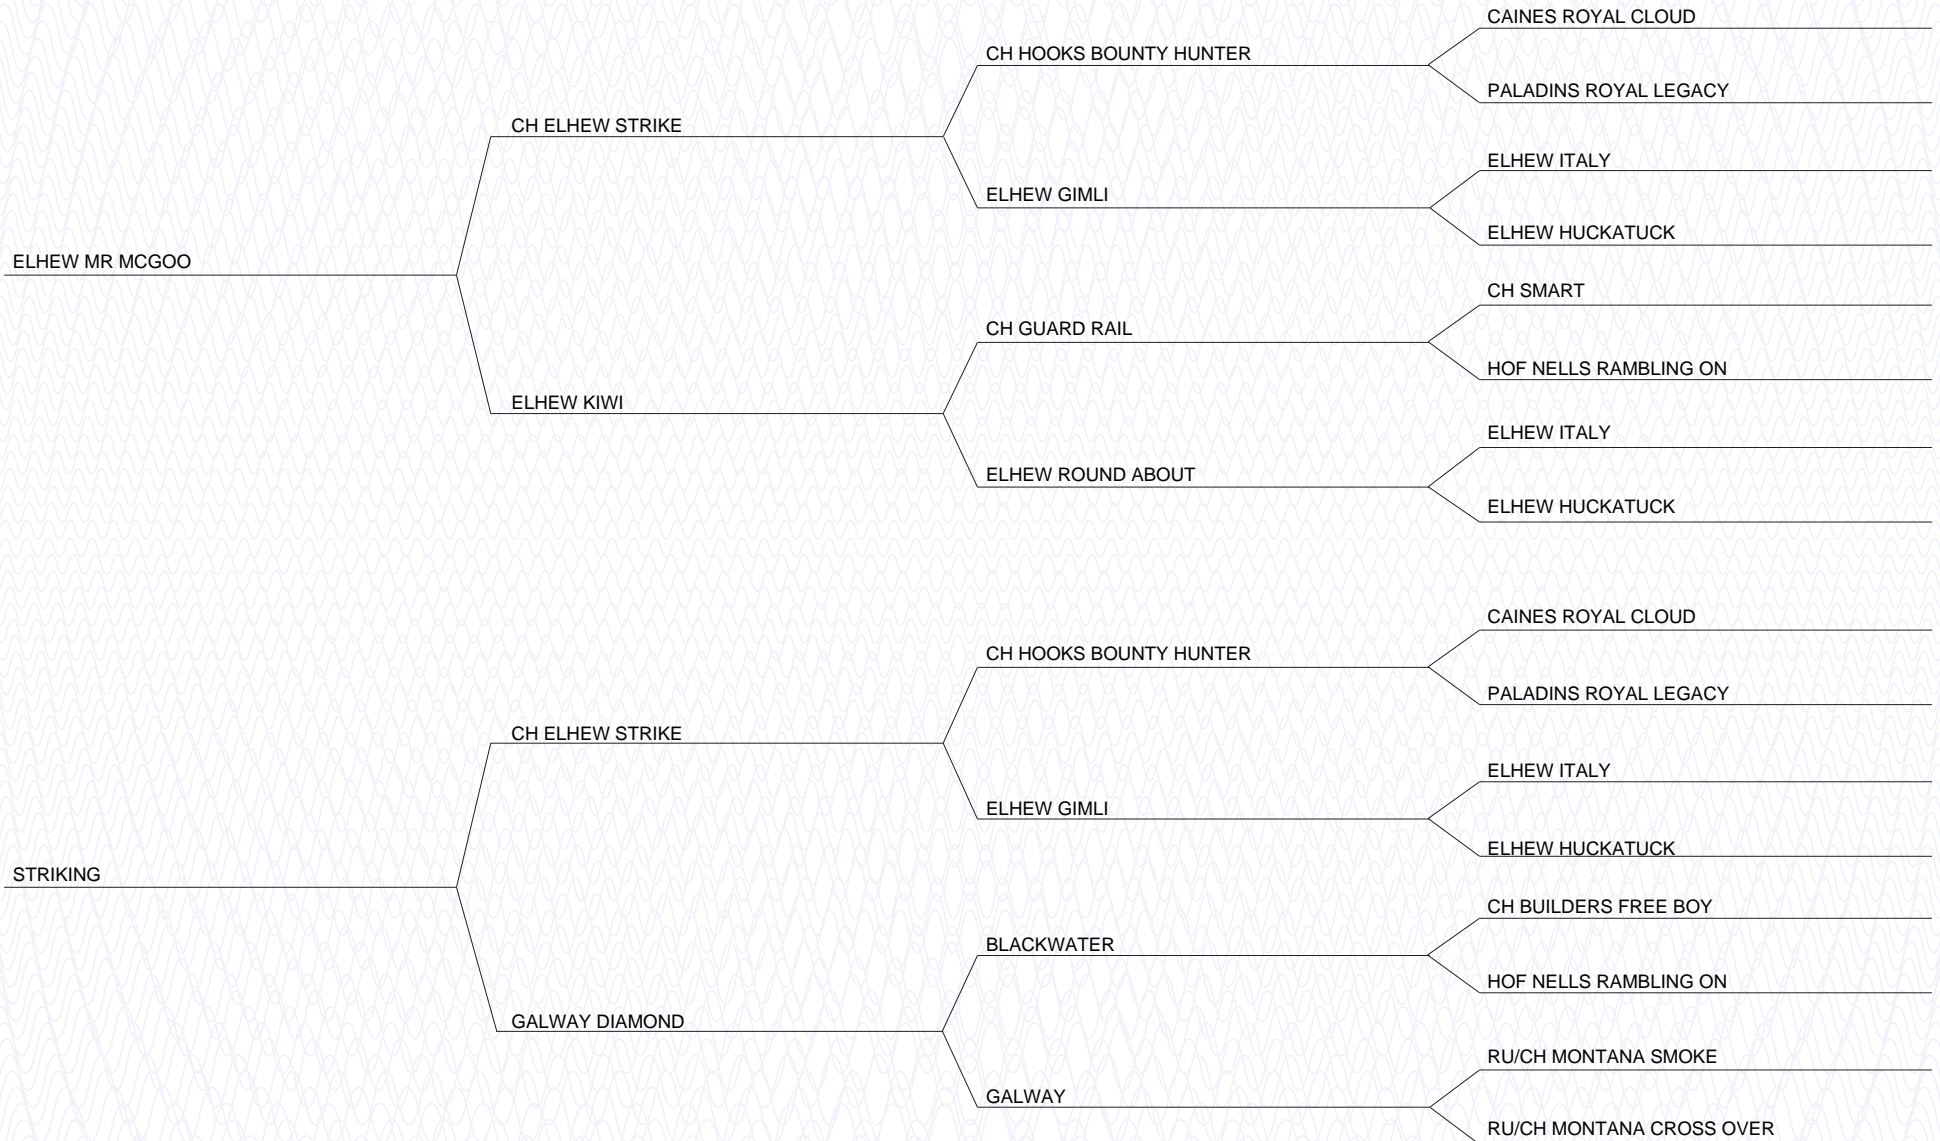 CAINES ROYAL CLOUD
CH HOOKS BOUNTY HUNTER
PALADINS ROYAL LEGACY
CH ELHEW STRIKE
ELHEW ITALY
ELHEW GIMLI
ELHEW HUCKATUCK
ELHEW MR MCGOO
CH SMART
CH GUARD RAIL
HOF NELLS RAMBLING ON
ELHEW KIWI
ELHEW ITALY
ELHEW ROUND ABOUT
ELHEW HUCKATUCK
CAINES ROYAL CLOUD
CH HOOKS BOUNTY HUNTER
PALADINS ROYAL LEGACY
CH ELHEW STRIKE
ELHEW ITALY
ELHEW GIMLI
ELHEW HUCKATUCK
STRIKING
CH BUILDERS FREE BOY
BLACKWATER
HOF NELLS RAMBLING ON
GALWAY DIAMOND
RU/CH MONTANA SMOKE
GALWAY
RU/CH MONTANA CROSS OVER